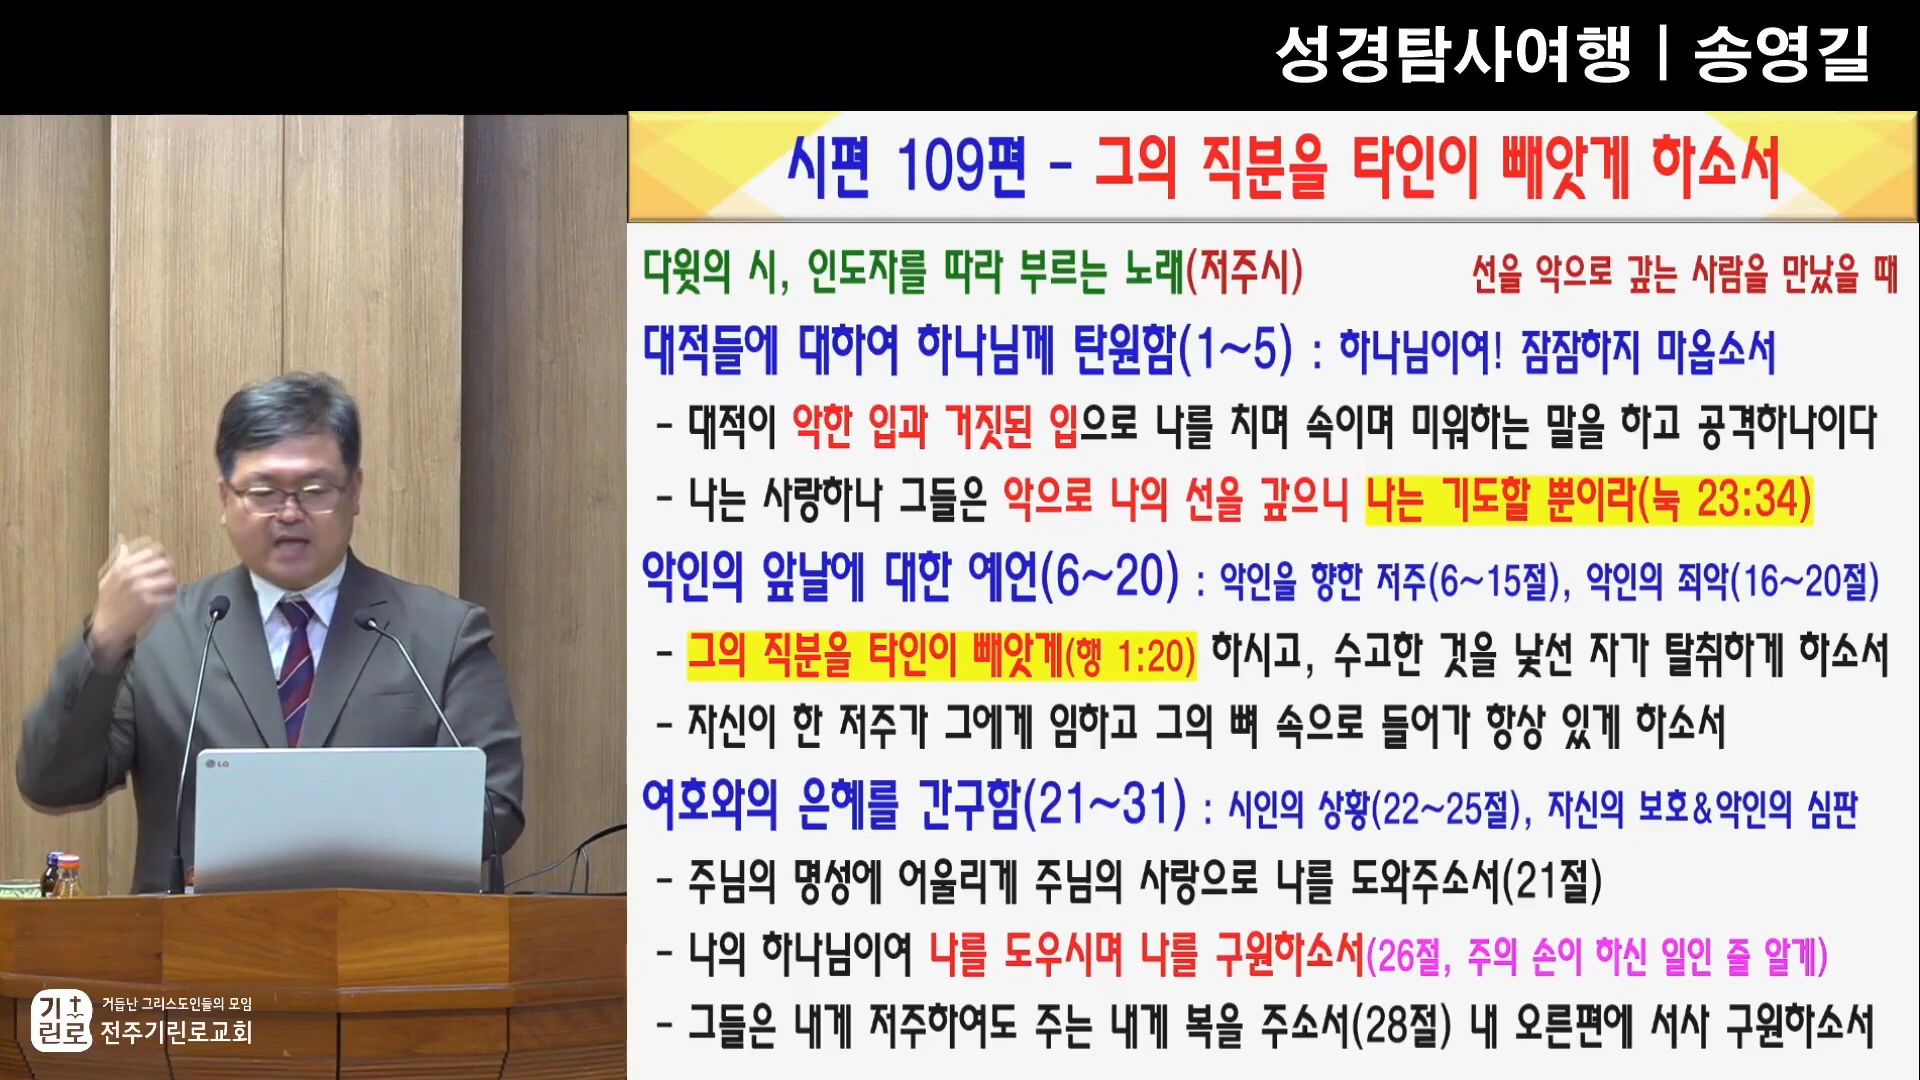 성경탐사여행 | 송영길
시편 109편 - 그의 직분을 타인이 빼앗게 하소서
다윗의 시, 인도자를 따라 부르는 노래(저주시) 선을 악으로 갚는 사람을 만났을 때
대적들에 대하여 하나님께 탄원함(1~5) : 하나님이여! 잠잠하지 마옵소서
- 대적이 악한 입과 거짓된 입으로 나를 치며 속이며 미워하는 말을 하고 공격하나이다
- 나는 사랑하나 그들은 악으로 나의 선을 갚으니 나는 기도할 뿐이라(눅 23:34)
악인의 앞날에 대한 예언(6~20) : 악인을 향한 저주(6~15절), 악인의 죄악(16~20절)
- 그의 직분을 타인이 빼앗게(행 1:20) 하시고, 수고한 것을 낯선 자가 탈취하게 하소서
- 자신이 한 저주가 그에게 임하고 그의 뼈 속으로 들어가 항상 있게 하소서
여호와의 은혜를 간구함(21~31) : 시인의 상황(22~25절), 자신의 보호&악인의 심판
- 주님의 명성에 어울리게 주님의 사랑으로 나를 도와주소서(21절)
- 나의 하나님이여 나를 도우시며 나를 구원하소서(26절, 주의 손이 하신 일인 줄 알게)
- 그들은 내게 저주하여도 주는 내게 복을 주소서(28절) 내 오른편에 서사 구원하소서
LG
기린로
거듭난 그리스도인들의 모임
전주기린로교회